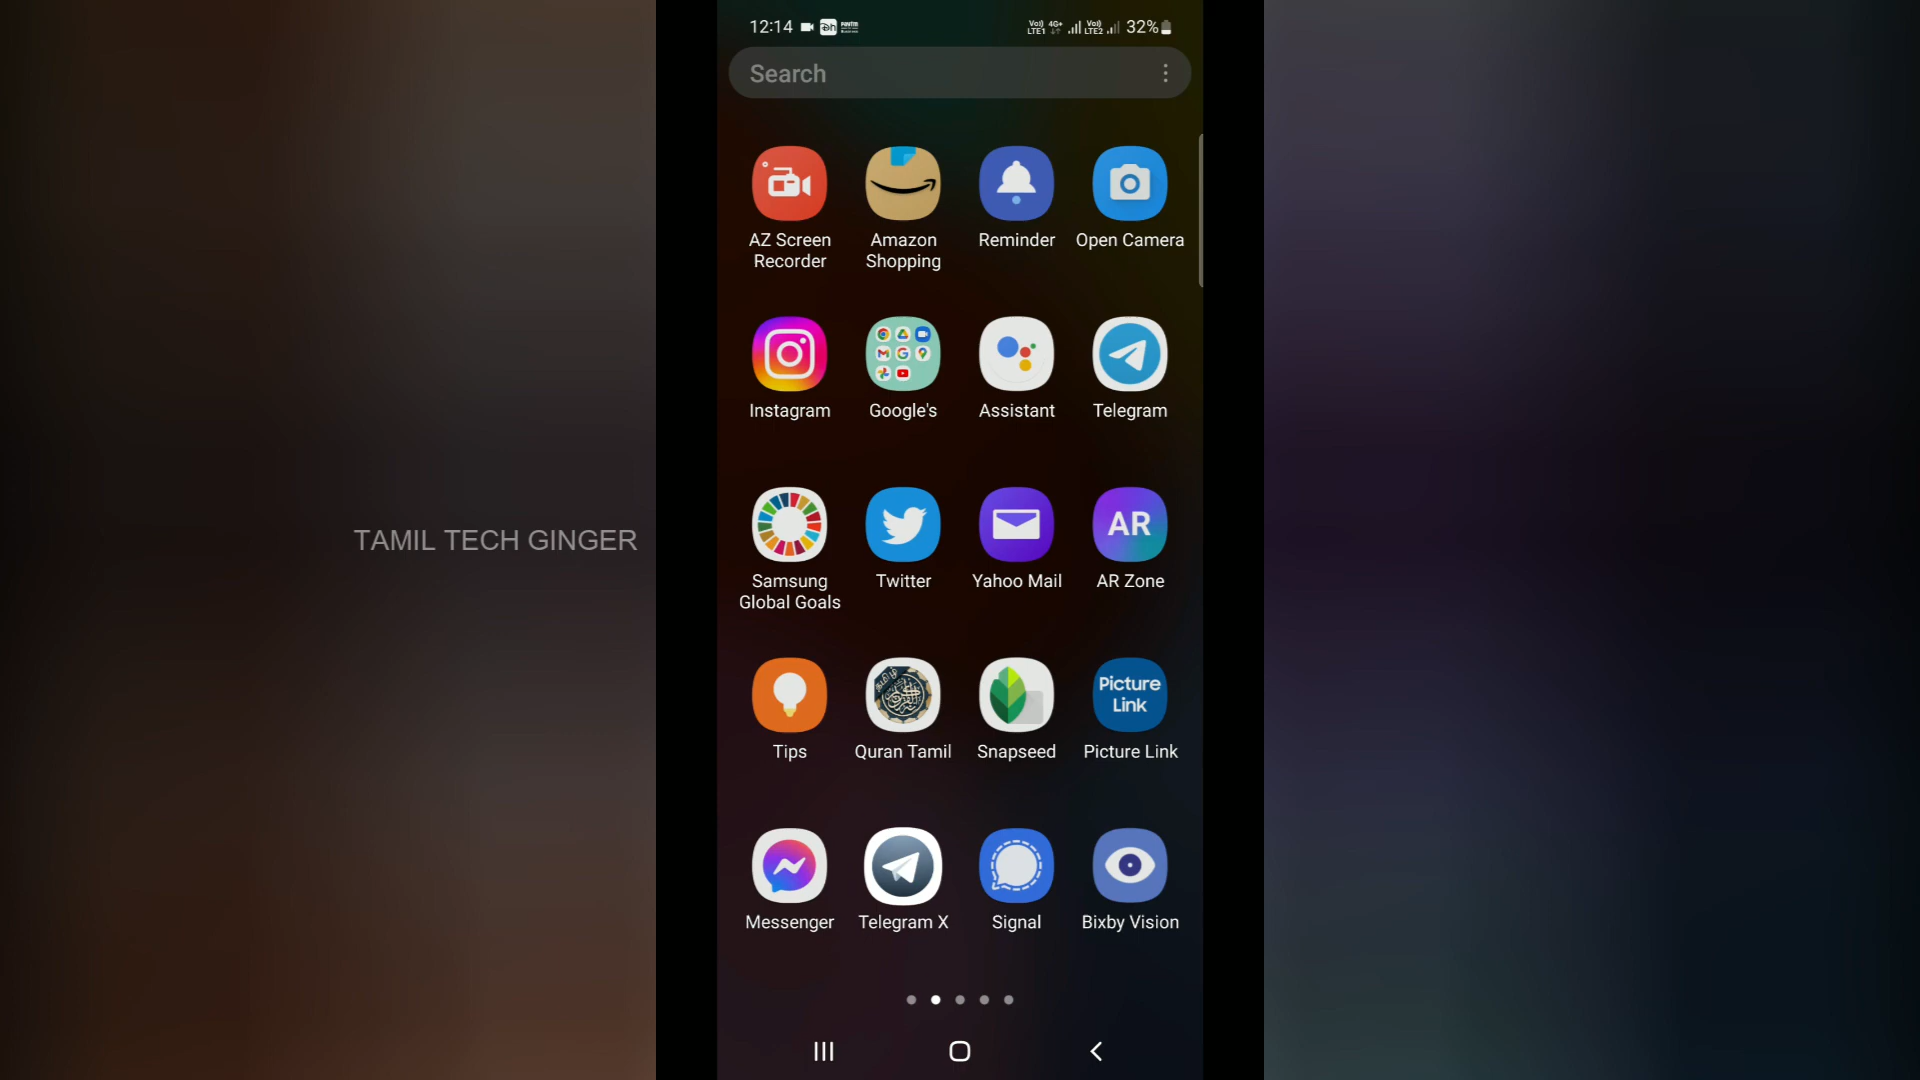 12:14
32%
Search
AZ Screen Recorder
Amazon Shopping
Reminder
Open Camera
Instagram
Google's
Assistant
Telegram
TAMIL TECH GINGER
AR
Samsung Global Goals
Twitter
Yahoo Mail
AR Zone
Picture
Link
Tips
Quran Tamil
Snapseed
Picture Link
Messenger
Telegram X
Signal
Bixby Vision